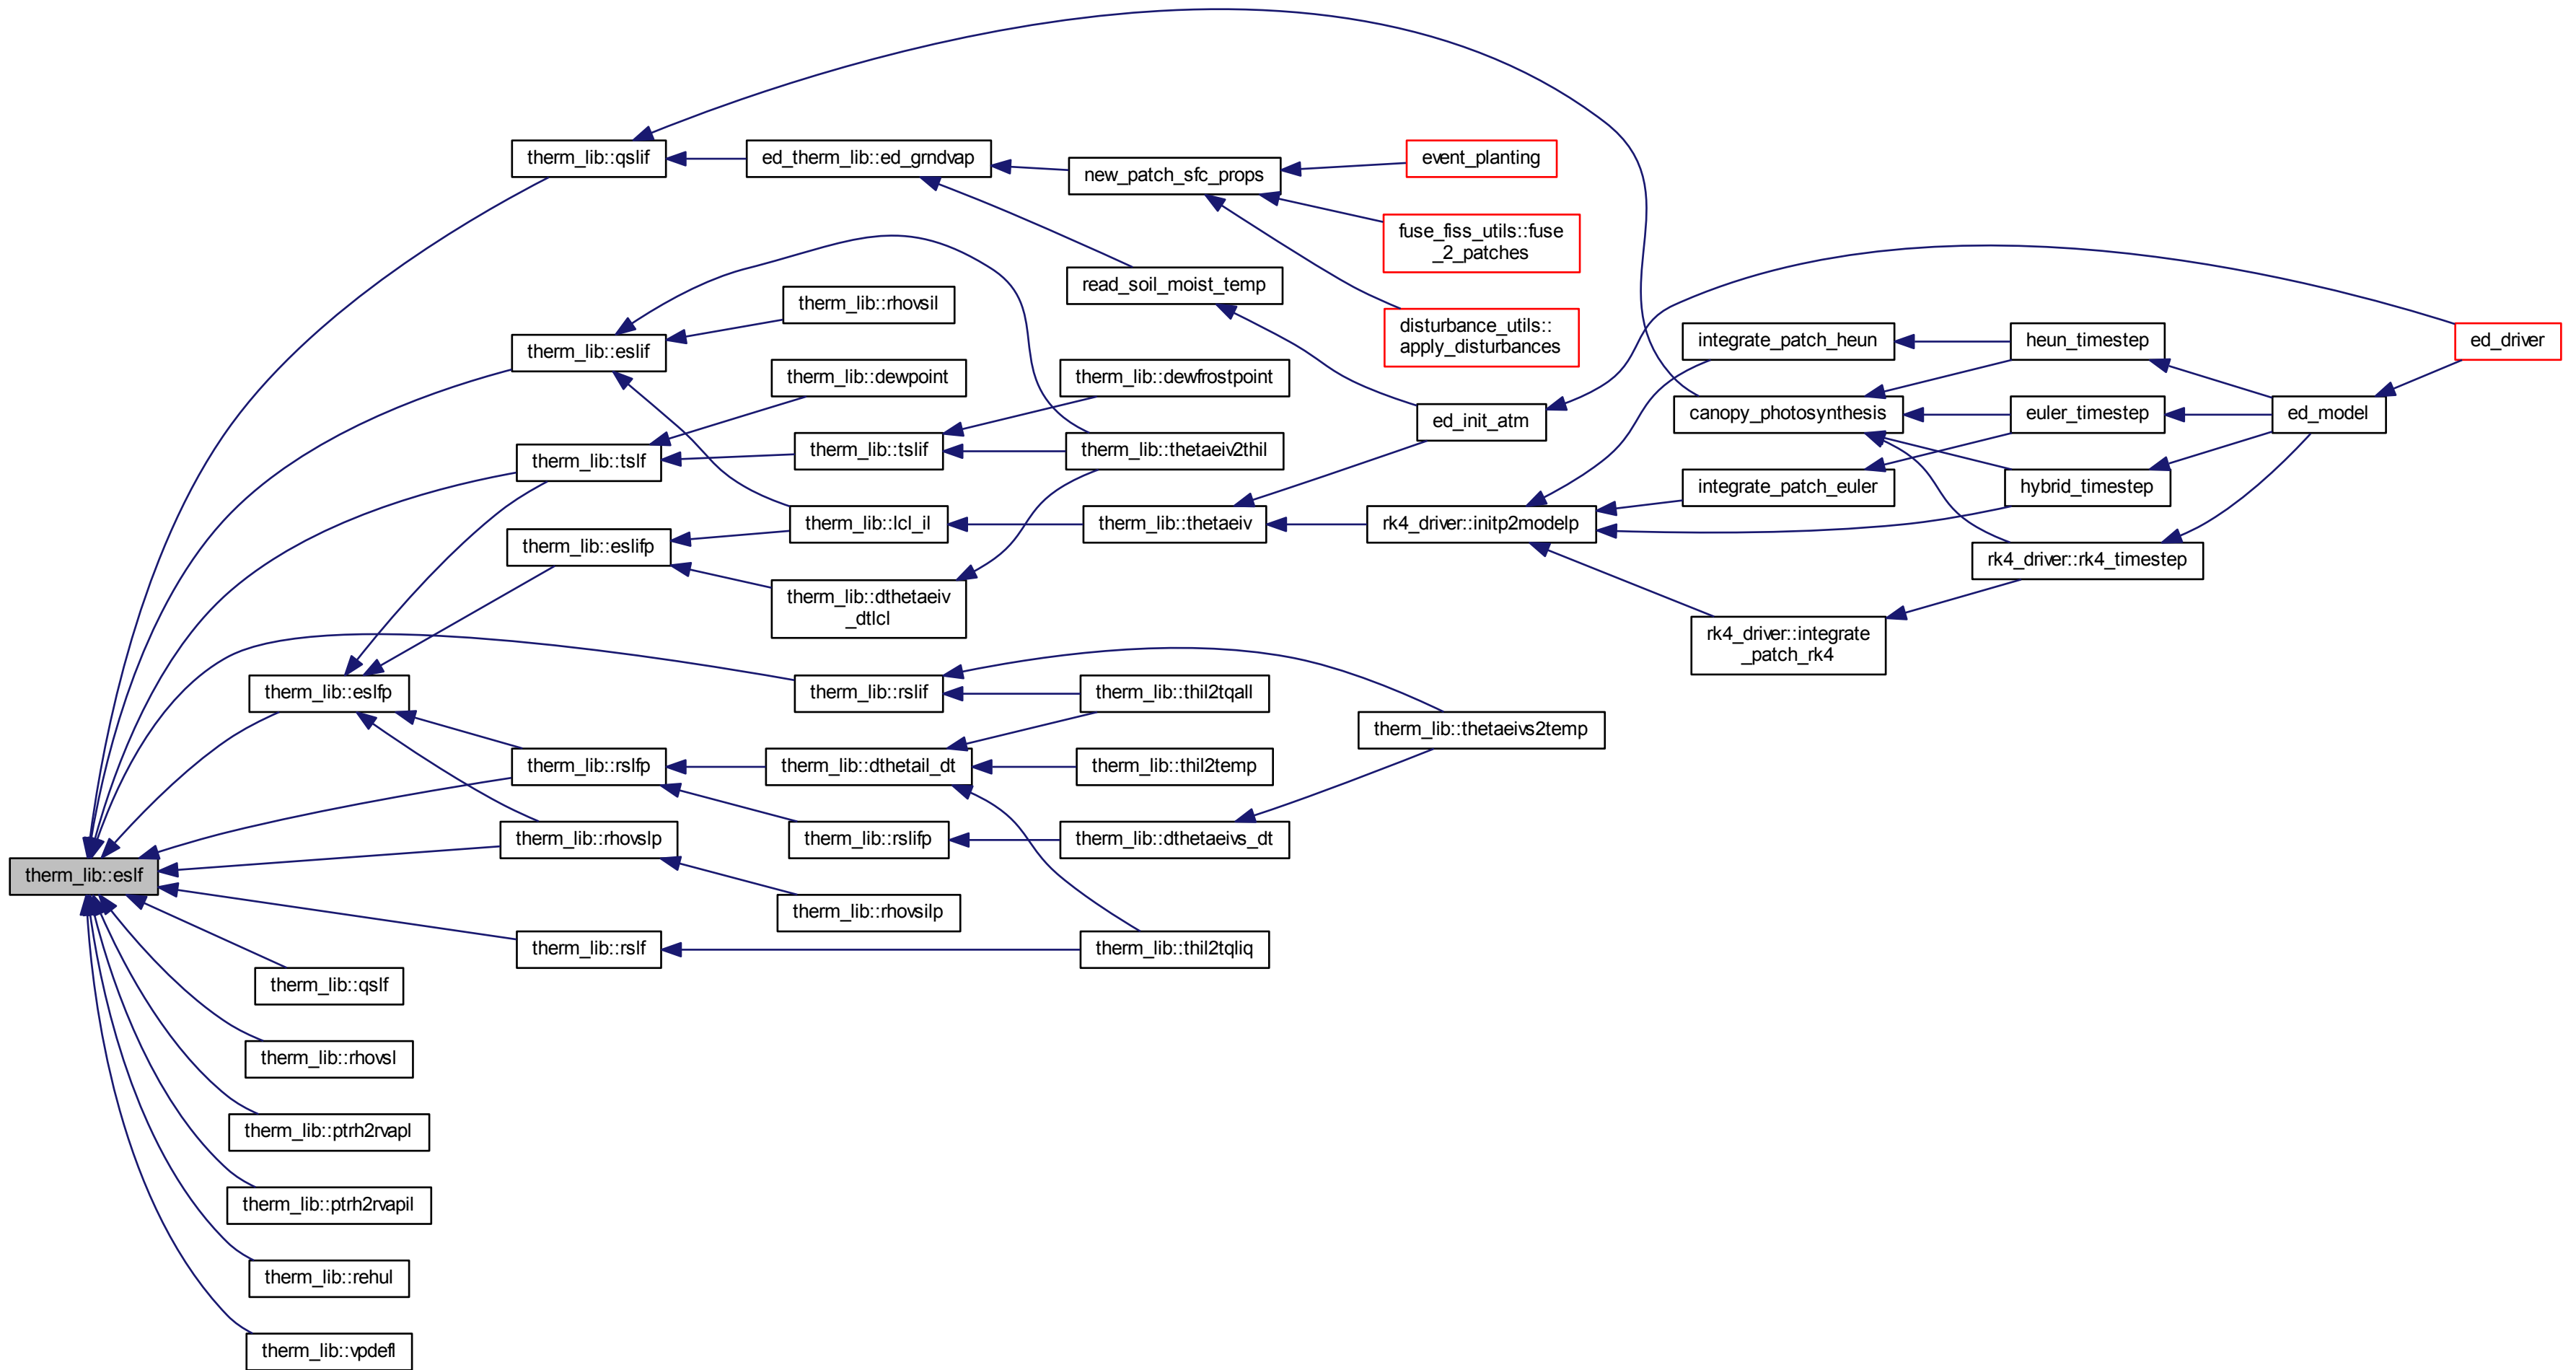 therm_lib::eslf
therm_lib::qslif
ed_therm_lib::ed_grndvap
new_patch_sfc_props
event_planting
fuse_fiss_utils::fuse
_2_patches
disturbance_utils::
apply_disturbances
read_soil_moist_temp
ed_init_atm
ed_driver
therm_lib::eslif
therm_lib::rhovsil
therm_lib::dewpoint
therm_lib::tslf
therm_lib::tslif
therm_lib::dewfrostpoint
therm_lib::thetaeiv2thil
therm_lib::lcl_il
therm_lib::thetaeiv
rk4_driver::initp2modelp
integrate_patch_heun
canopy_photosynthesis
integrate_patch_euler
rk4_driver::integrate
_patch_rk4
heun_timestep
euler_timestep
hybrid_timestep
rk4_driver::rk4_timestep
ed_model
therm_lib::eslifp
therm_lib::dthetaeiv
_dtlcl
therm_lib::eslfp
therm_lib::rslif
therm_lib::thil2tqall
therm_lib::thetaeivs2temp
therm_lib::rslfp
therm_lib::dthetail_dt
therm_lib::thil2temp
therm_lib::rslifp
therm_lib::dthetaeivs_dt
therm_lib::rhovslp
therm_lib::rhovsilp
therm_lib::rslf
therm_lib::thil2tqliq
therm_lib::qslf
therm_lib::rhovsl
therm_lib::ptrh2rvapl
therm_lib::ptrh2rvapil
therm_lib::rehul
therm_lib::vpdefl